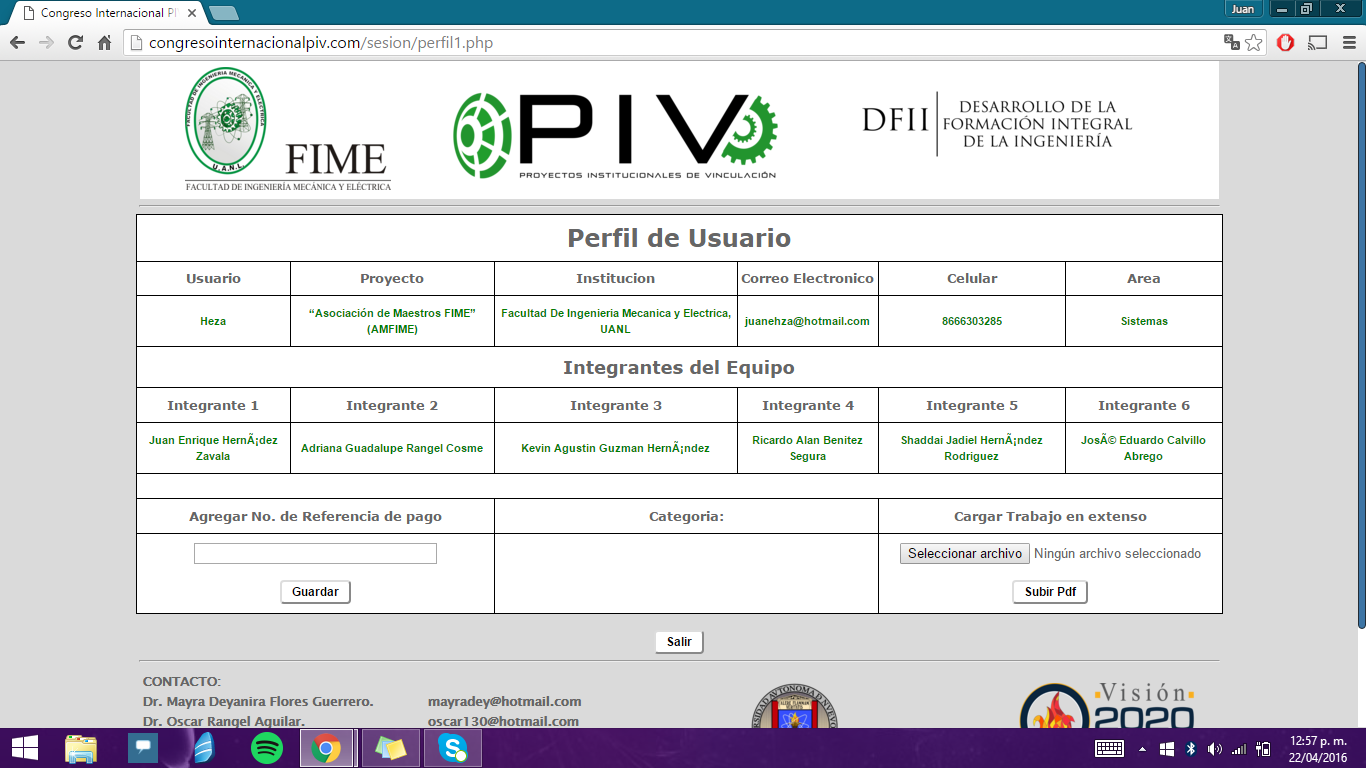 Congreso Internacional P
Juan
congresointernacionalpiv.com/sesion/perfil1.php
FACULTAD DE INGENIERIA MECANICA Y ELECTRICA
U.A.N.L.
FIME
FACULTAD DE INGENIERÍA MECÁNICA Y ELÉCTRICA
PIV
PROYECTOS INSTITUCIONALES DE VINCULACIÓN
DFII
DESARROLLO DE LA
FORMACIÓN INTEGRAL
DE LA INGENIERÍA
Perfil de Usuario
Usuario Proyecto Institucion Correo Electronico Celular Area
Heza
“Asociación de Maestros FIME”
(AMFIME)
Facultad De Ingenieria Mecanica y Electrica,
UANL
juanehza@hotmail.com
8666303285
Sistemas
Integrantes del Equipo
Integrante 1 Integrante 2 Integrante 3 Integrante 4 Integrante 5 Integrante 6
Juan Enrique HernÃ¡dez
Zavala
Adriana Guadalupe Rangel Cosme
Kevin Agustin Guzman HernÃ¡ndez
Ricardo Alan Benitez
Segura
Shaddai Jadiel HernÃ¡ndez
Rodriguez
JosÃ© Eduardo Calvillo
Abrego
Agregar No. de Referencia de pago Categoria: Cargar Trabajo en extenso
Seleccionar archivo Ningún archivo seleccionado
Guardar
Subir Pdf
Salir
CONTACTO:
Dr. Mayra Deyanira Flores Guerrero. mayradey@hotmail.com
Dr. Oscar Rangel Aguilar. oscar130@hotmail.com
Visión
2020
12:57 p. m.
22/04/2016